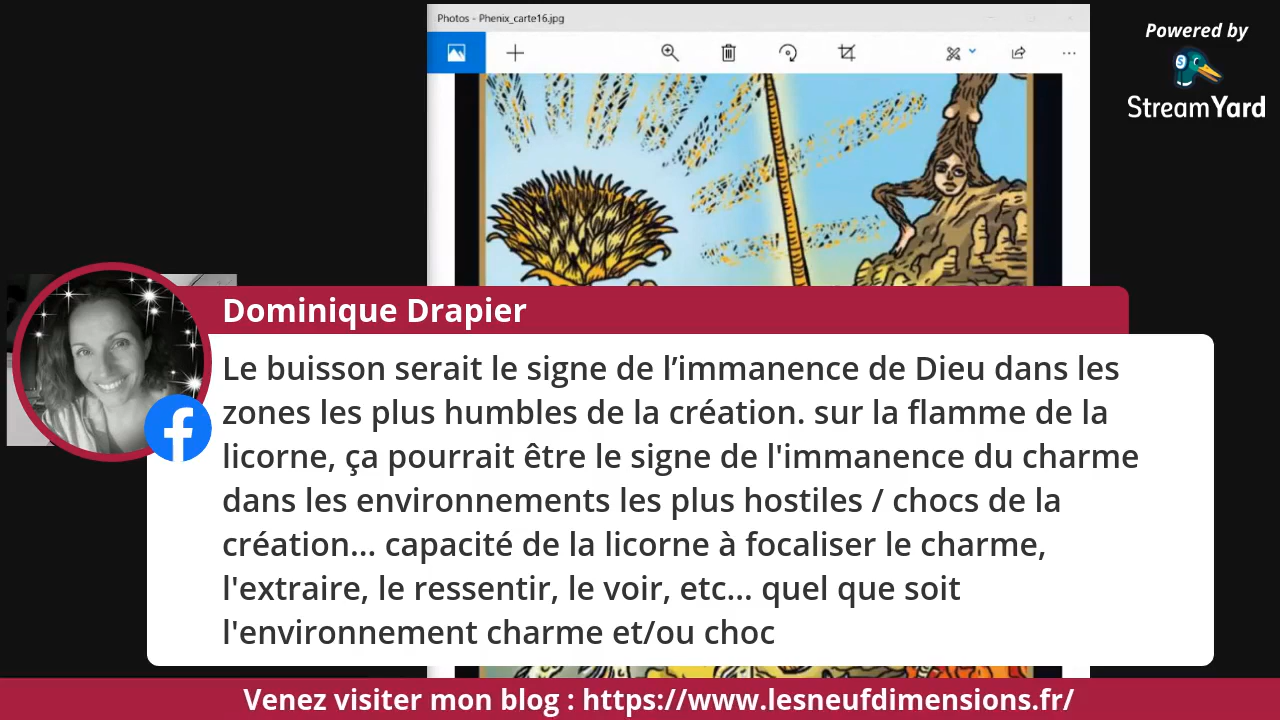 Photos - Phenix_carte16.jpg
Powered by
StreamYard
Dominique Drapier
Le buisson serait le signe de l’immanence de Dieu dans les
zones les plus humbles de la création. sur la flamme de la
licorne, ça pourrait être le signe de l'immanence du charme
dans les environnements les plus hostiles / chocs de la
création... capacité de la licorne à focaliser le charme,
l'extraire, le ressentir, le voir, etc... quel que soit
l'environnement charme et/ou choc
Venez visiter mon blog : https://www.lesneufdimensions.fr/